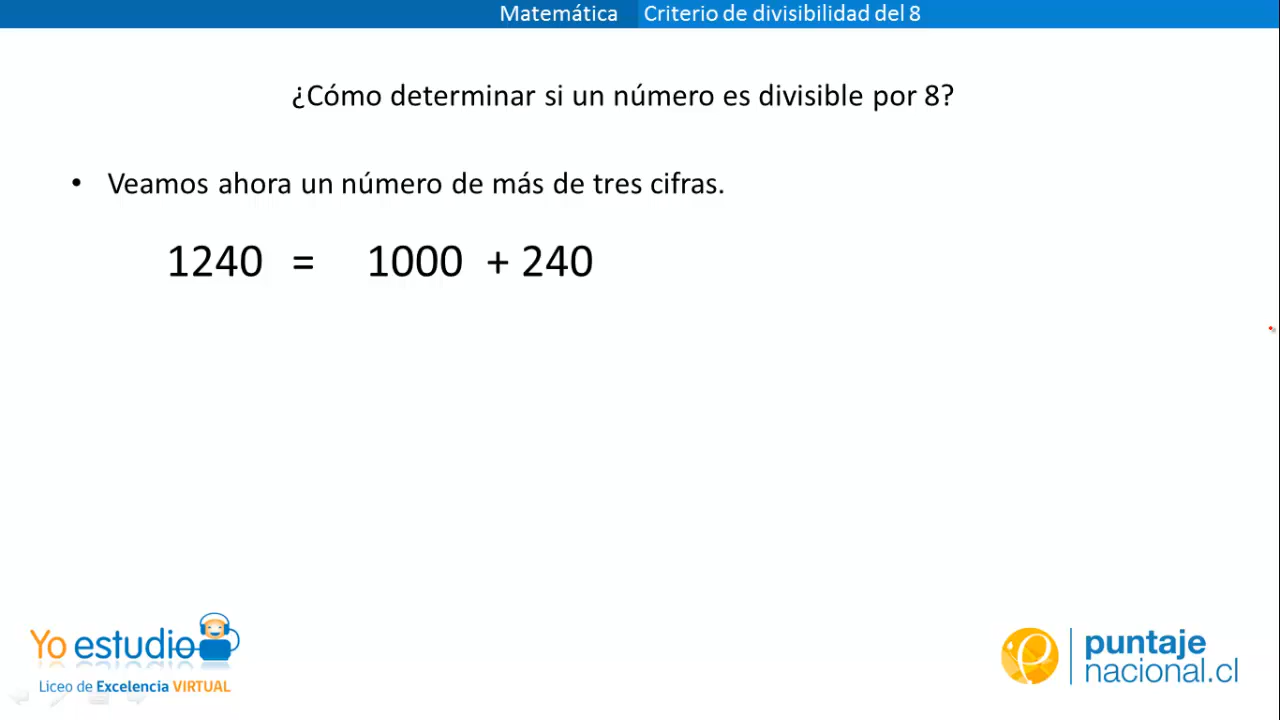 Matemática Criterio de divisibilidad del 8
¿Cómo determinar si un número es divisible por 8?
• Veamos ahora un número de más de tres cifras.
1240 = 1000 + 240
Yo estudio
Liceo de Excelencia VIRTUAL
puntaje
nacional.cl